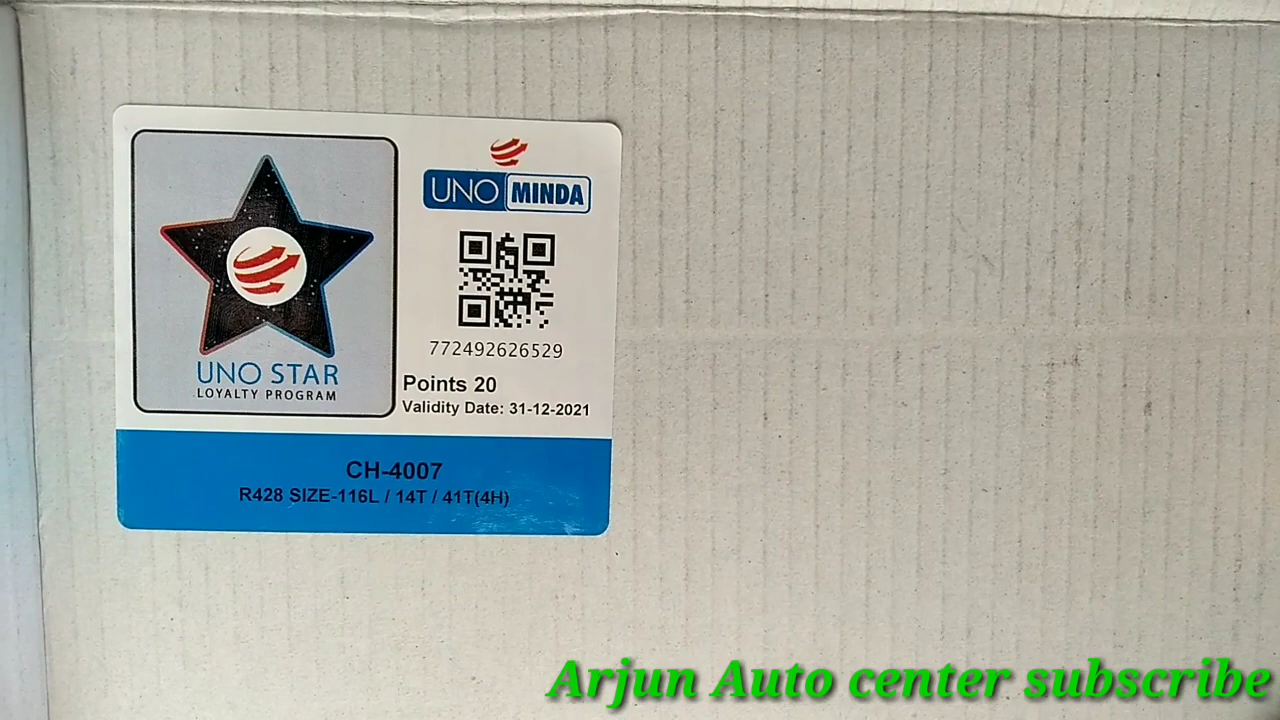 UNO MINDA
772492626529
Points 20
Validity Date: 31-12-2021
UNO STAR
LOYALTY PROGRAM
CH-4007
R428 SIZE-116L / 14T / 41T(4H)
Arjun Auto center subscribe